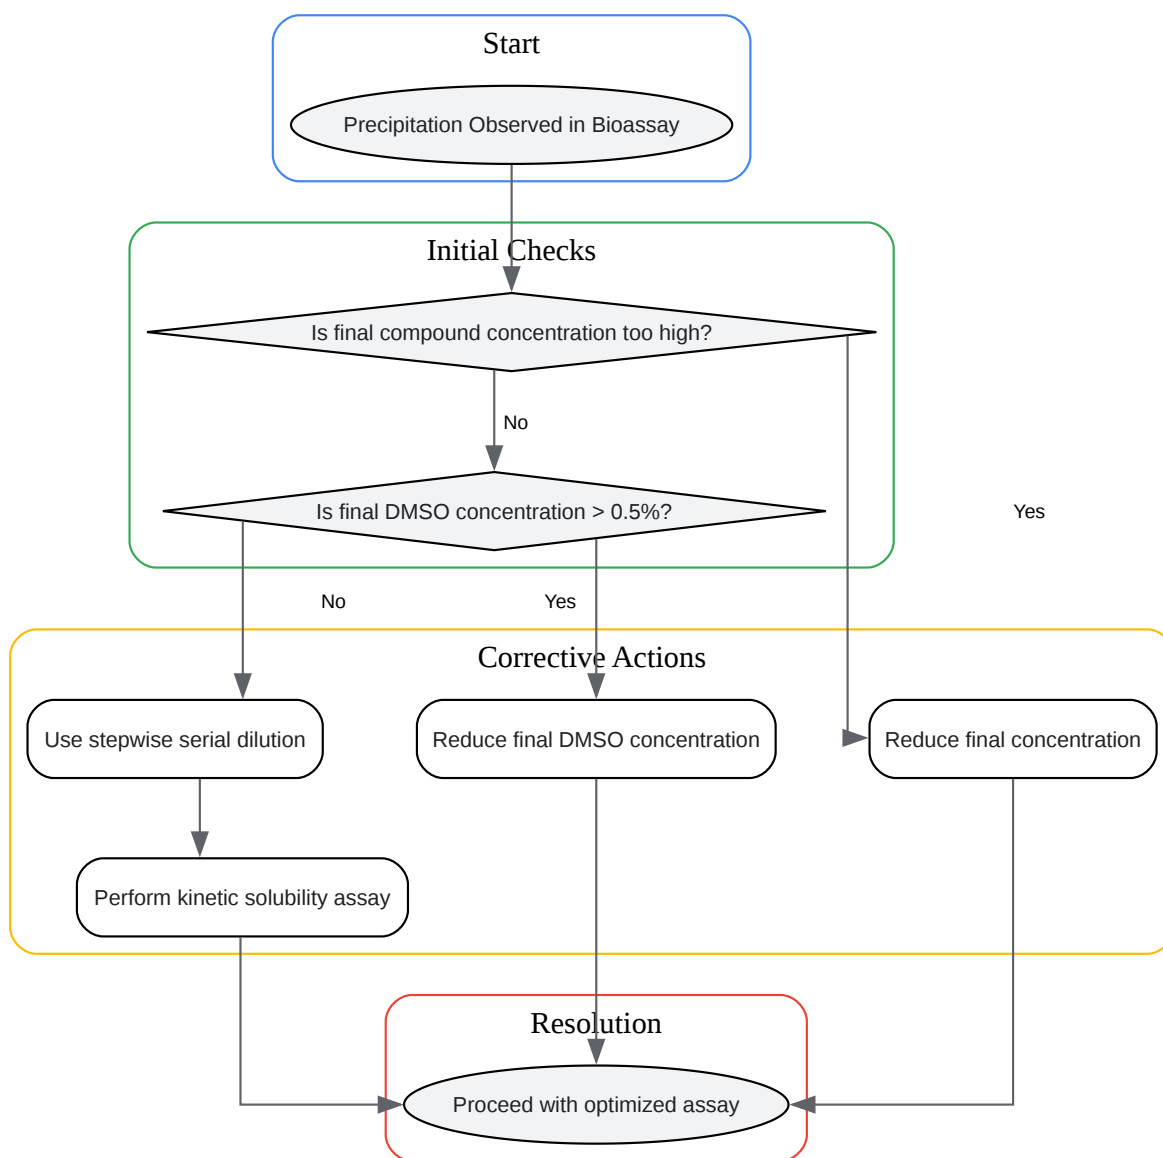 Start
Precipitation Observed in Bioassay
Initial Checks
Is final compound concentration too high?
No
Is final DMSO concentration > 0.5%?
Yes
No
Yes
Corrective Actions
Use stepwise serial dilution
Reduce final DMSO concentration
Reduce final concentration
Perform kinetic solubility assay
Resolution
Proceed with optimized assay